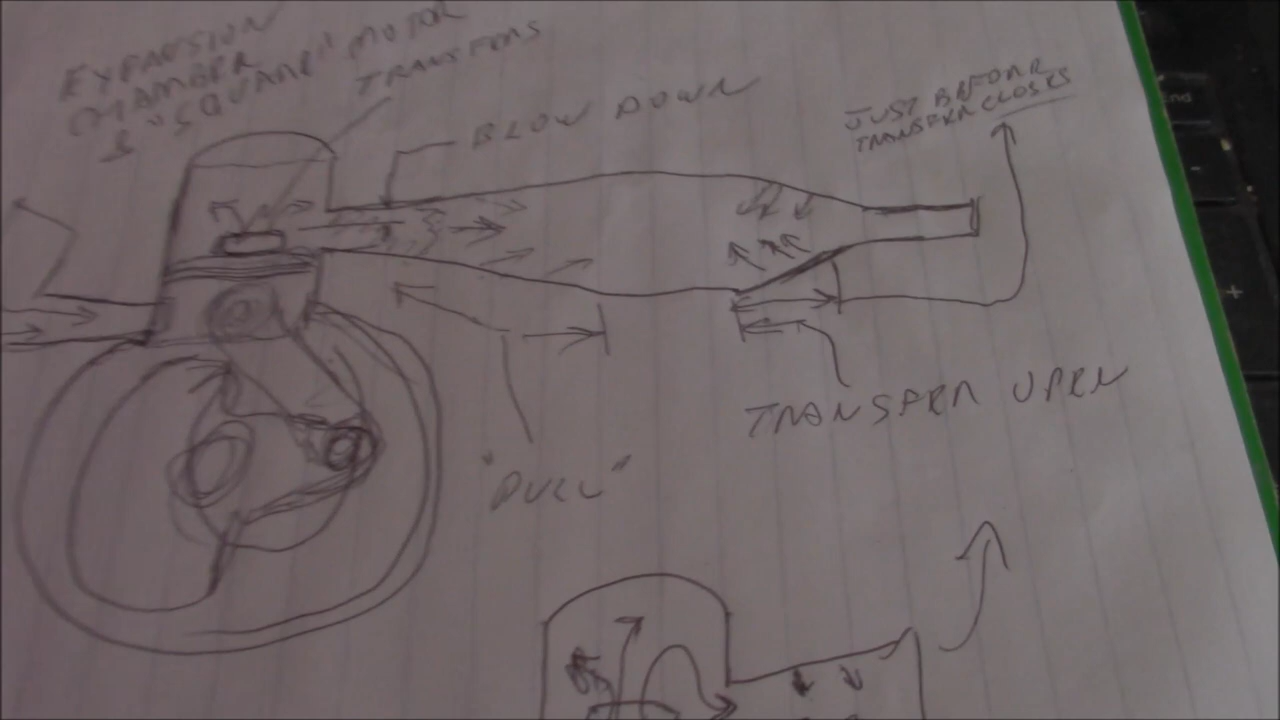 EXPANSION
CHAMBER
& "SQUARE" MOTOR
TRANSFERS
BLOW DOWN
JUST BEFORE
TRANSFER CLOSES
TRANSFER OPEN
"PULL"